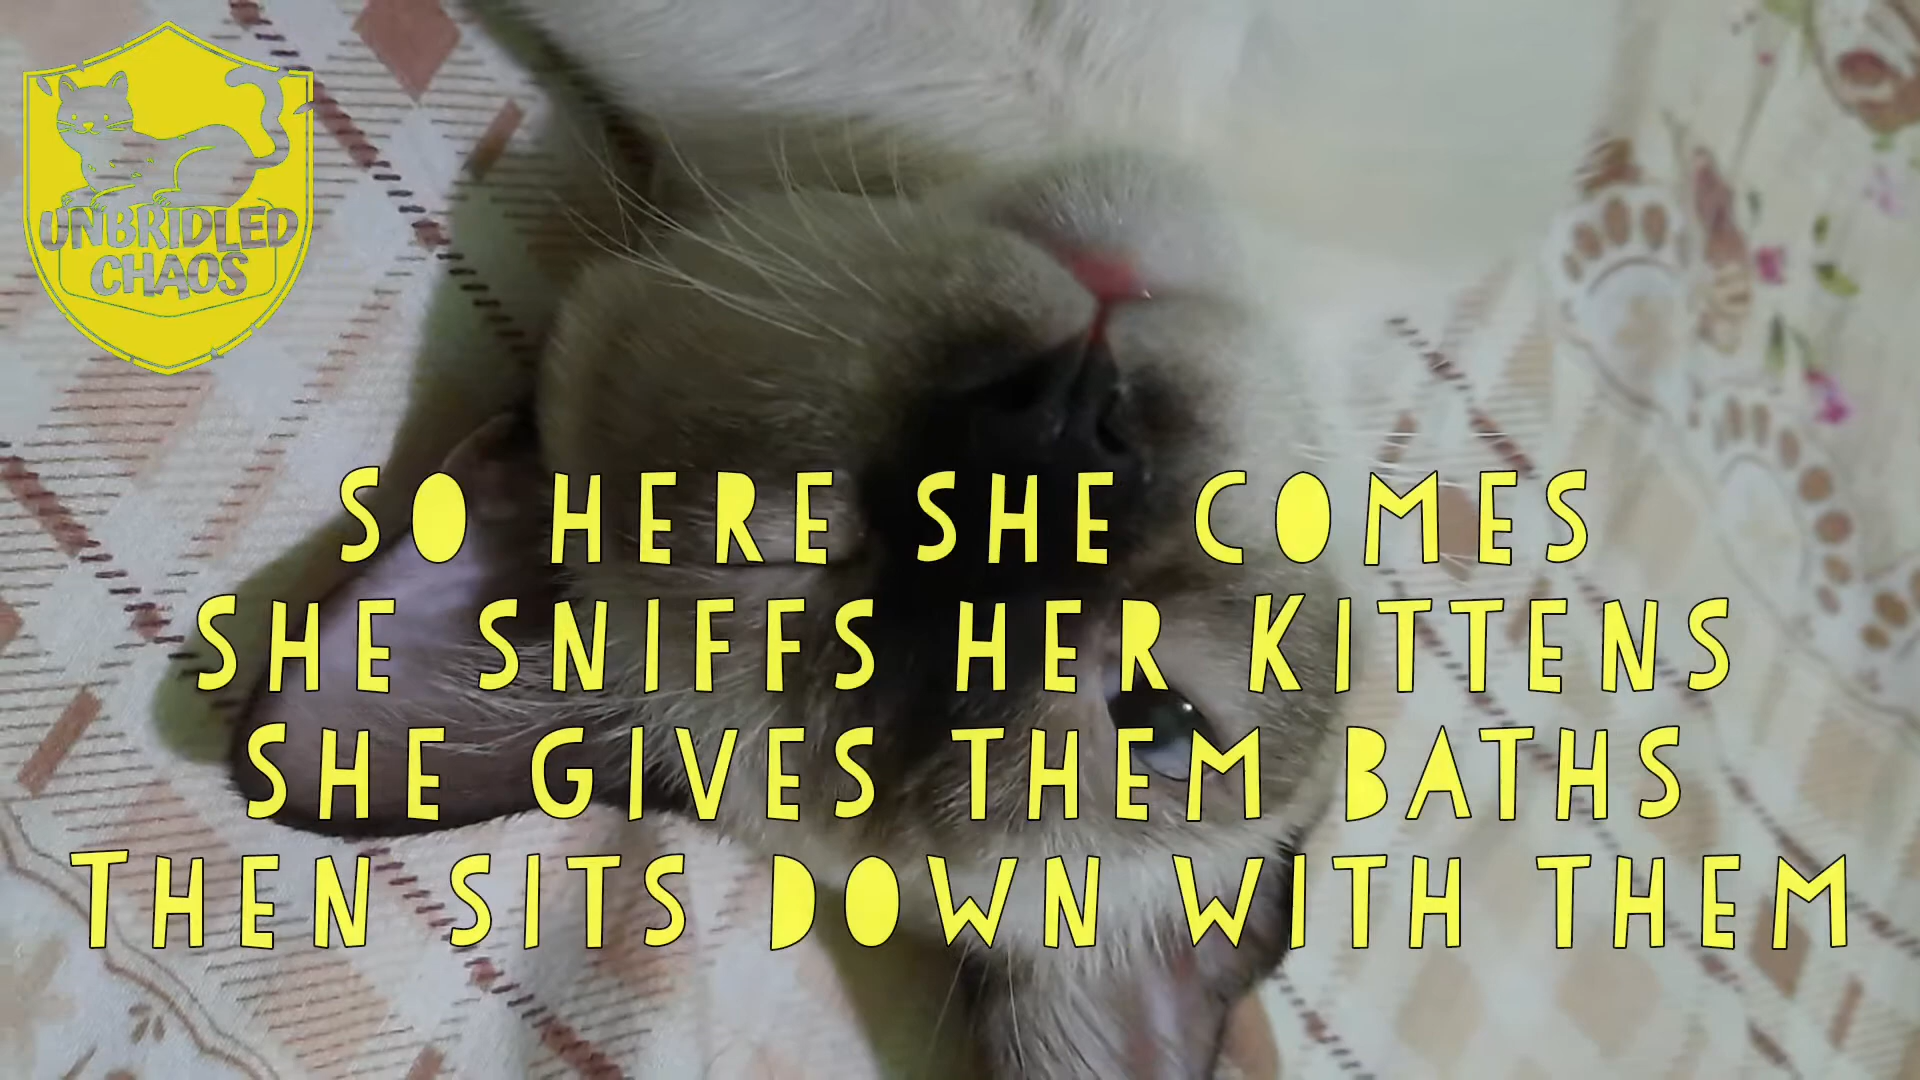 UNBRIDLED
CHAOS
SO HERE SHE COMES
SHE SNIFFS HER KITTENS
SHE GIVES THEM BATHS
THEN SITS DOWN WITH THEM